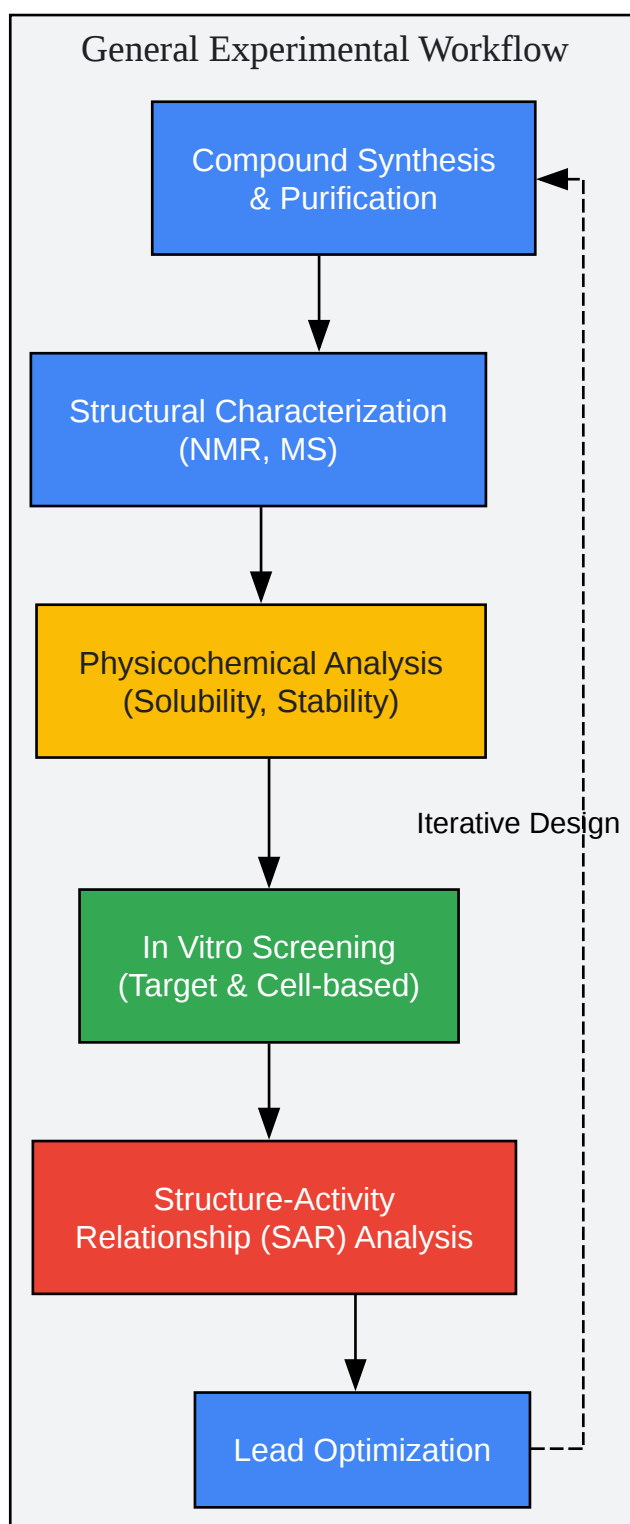 General Experimental Workflow
Compound Synthesis
& Purification
Structural Characterization
(NMR, MS)
Physicochemical Analysis
(Solubility, Stability)
Iterative Design
In Vitro Screening
(Target & Cell-based)
Structure-Activity
Relationship (SAR) Analysis
Lead Optimization